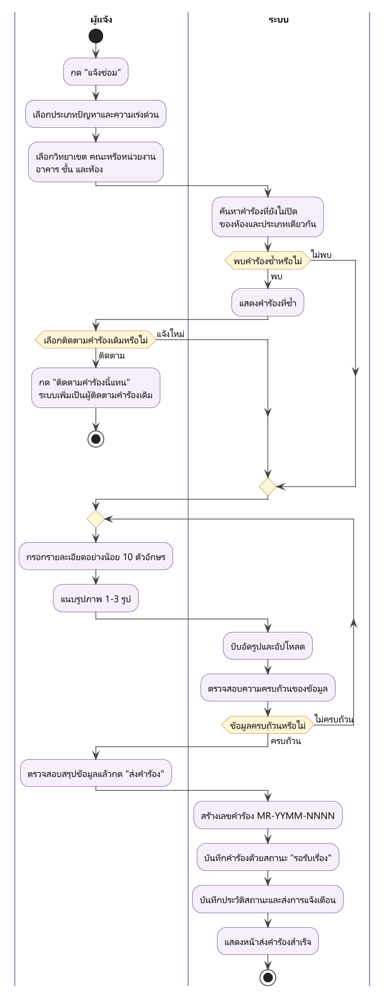 ผู้แจ้ง
ระบบ
กด "แจ้งซ่อม"
เลือกประเภทปัญหาและความเร่งด่วน
เลือกวิทยาเขต คณะหรือหน่วยงาน
อาคาร ชั้น และห้อง
ค้นหาคำร้องที่ยังไม่ปิด
ของห้องและประเภทเดียวกัน
พบคำร้องซ้ำหรือไม่
ไม่พบ
พบ
แสดงคำร้องที่ซ้ำ
เลือกติดตามคำร้องเดิมหรือไม่
แจ้งใหม่
ติดตาม
กด "ติดตามคำร้องนี้แทน"
ระบบเพิ่มเป็นผู้ติดตามคำร้องเดิม
กรอกรายละเอียดอย่างน้อย 10 ตัวอักษร
แนบรูปภาพ 1-3 รูป
บีบอัดรูปและอัปโหลด
ตรวจสอบความครบถ้วนของข้อมูล
ข้อมูลครบถ้วนหรือไม่
ไม่ครบถ้วน
ครบถ้วน
ตรวจสอบสรุปข้อมูลแล้วกด "ส่งคำร้อง"
สร้างเลขคำร้อง MR-YYMM-NNNN
บันทึกคำร้องด้วยสถานะ "รอรับเรื่อง"
บันทึกประวัติสถานะและส่งการแจ้งเตือน
แสดงหน้าส่งคำร้องสำเร็จ